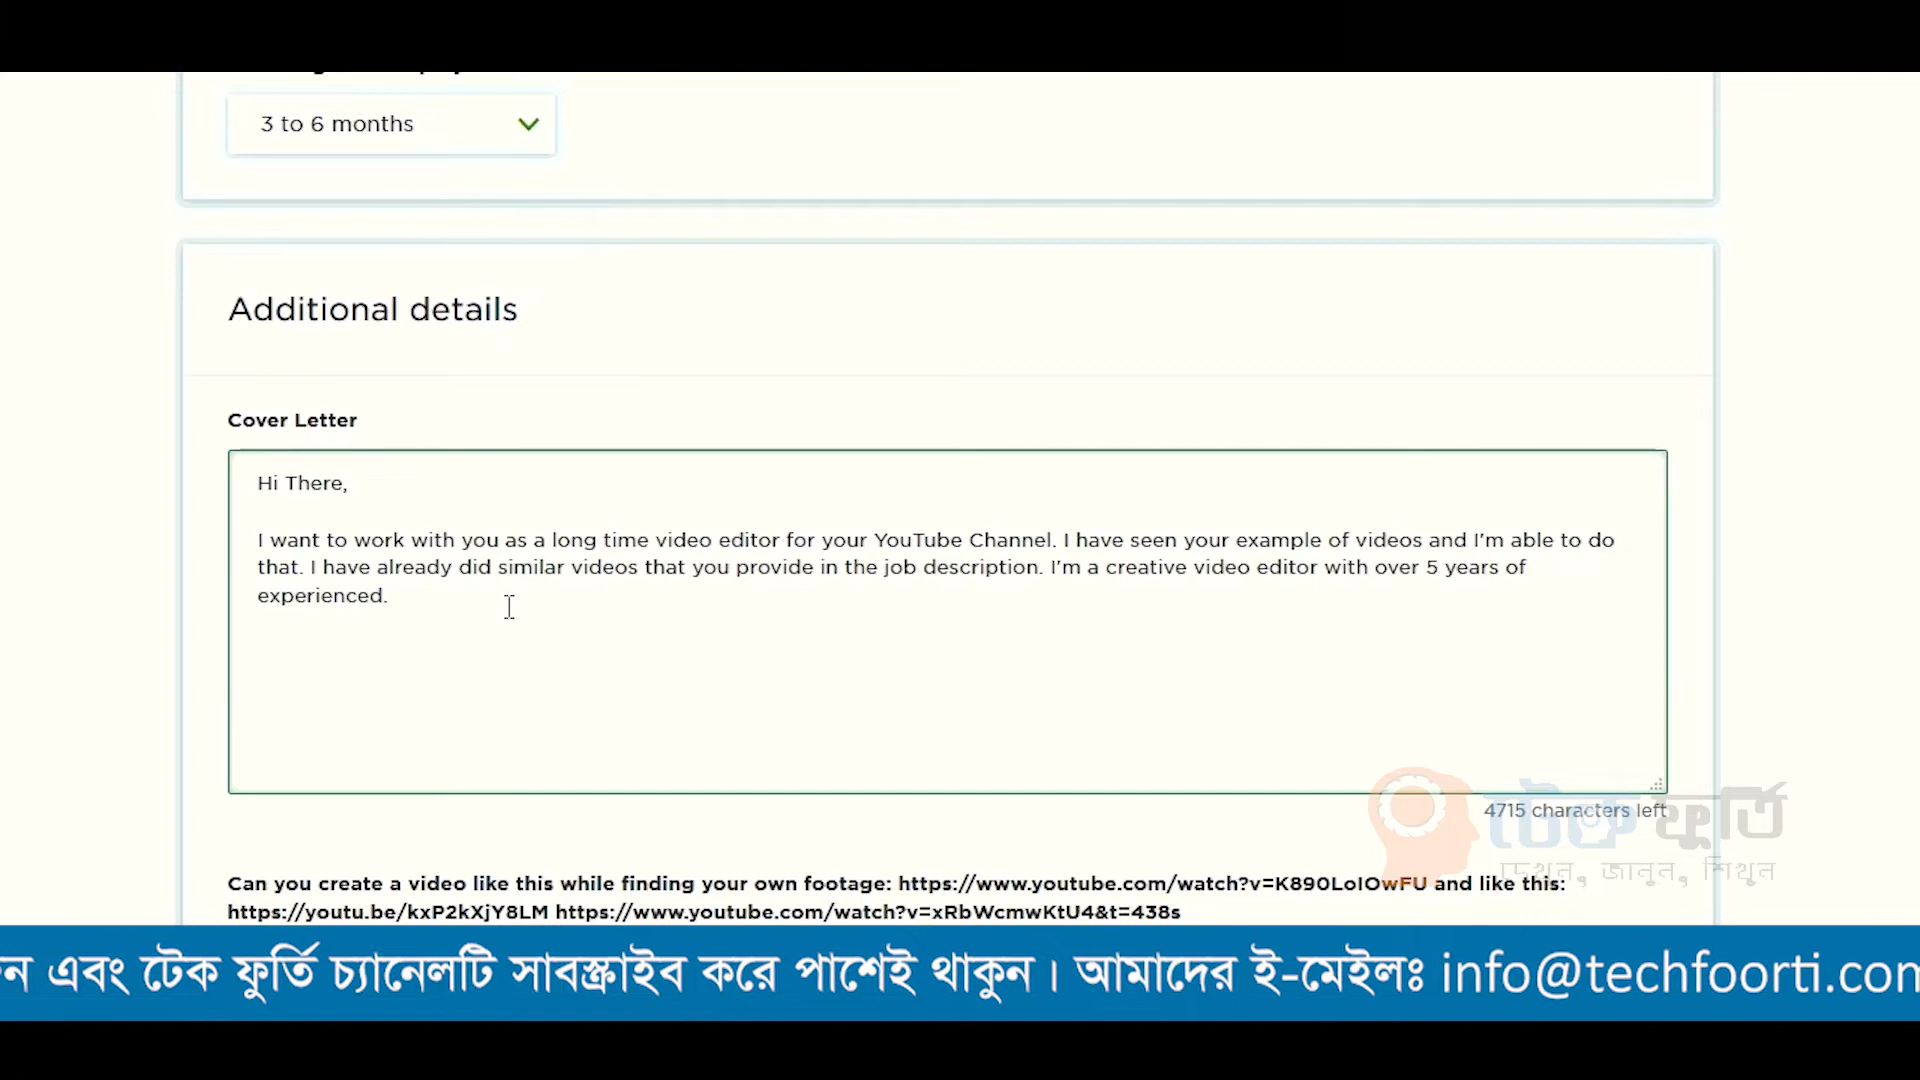 3 to 6 months
Additional details
Cover Letter
Hi There,
I want to work with you as a long time video editor for your YouTube Channel. I have seen your example of videos and I'm able to do
that. I have already did similar videos that you provide in the job description. I'm a creative video editor with over 5 years of
experienced.
4715 characters left
টেক ফুর্তি
দেখুন, জানুন, শিখুন
Can you create a video like this while finding your own footage: https://www.youtube.com/watch?v=K890LoIOwFU and like this:
https://youtu.be/kxP2kXjY8LM https://www.youtube.com/watch?v=xRbWcmwKtU4&t=438s
এবং টেক ফুর্তি চ্যানেলটি সাবস্ক্রাইব করে পাশেই থাকুন। আমাদের ই-মেইলঃ info@techfoorti.com